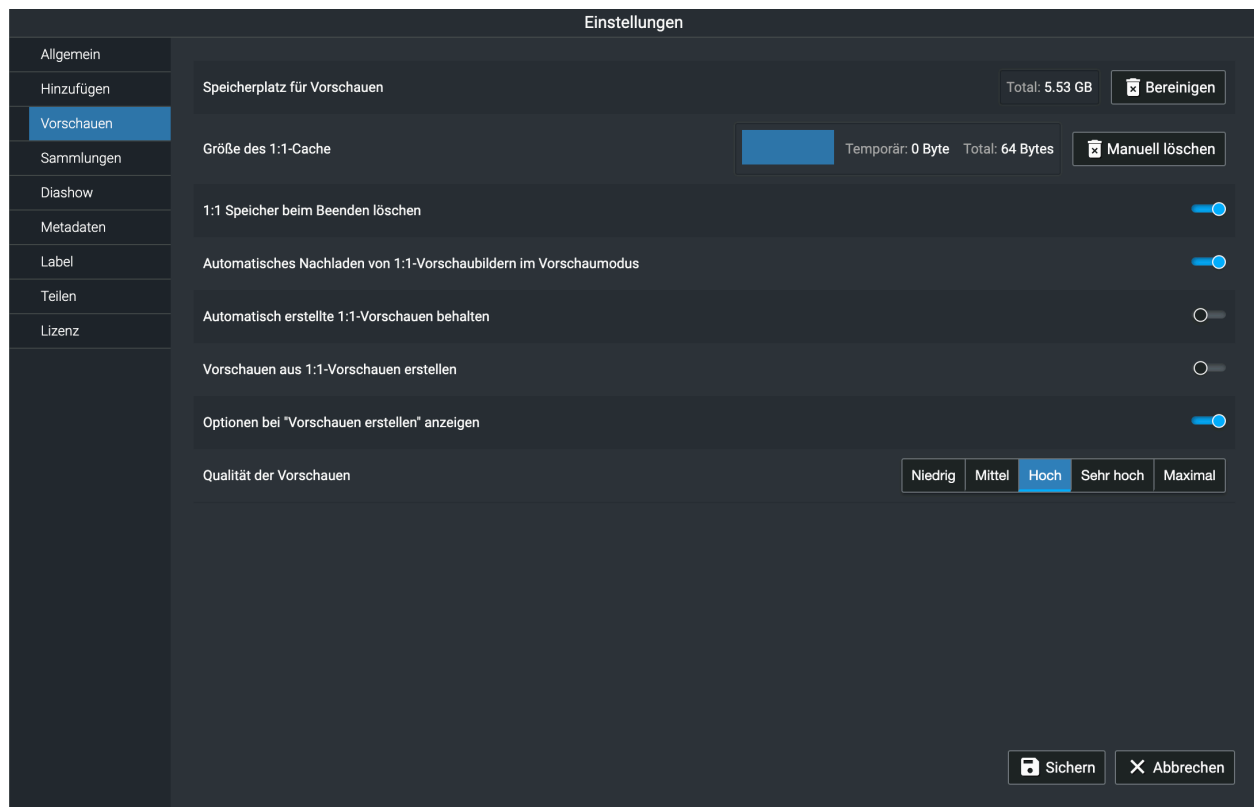 Einstellungen
Allgemein
Hinzufügen
Vorschauen
Sammlungen
Diashow
Metadaten
Label
Teilen
Lizenz
Speicherplatz für Vorschauen Total: 5.53 GB Bereinigen
Größe des 1:1-Cache Temporär: 0 Byte Total: 64 Bytes Manuell löschen
1:1 Speicher beim Beenden löschen
Automatisches Nachladen von 1:1-Vorschaubildern im Vorschaumodus
Automatisch erstellte 1:1-Vorschauen behalten
Vorschauen aus 1:1-Vorschauen erstellen
Optionen bei "Vorschauen erstellen" anzeigen
Qualität der Vorschauen Niedrig Mittel Hoch Sehr hoch Maximal
Sichern Abbrechen